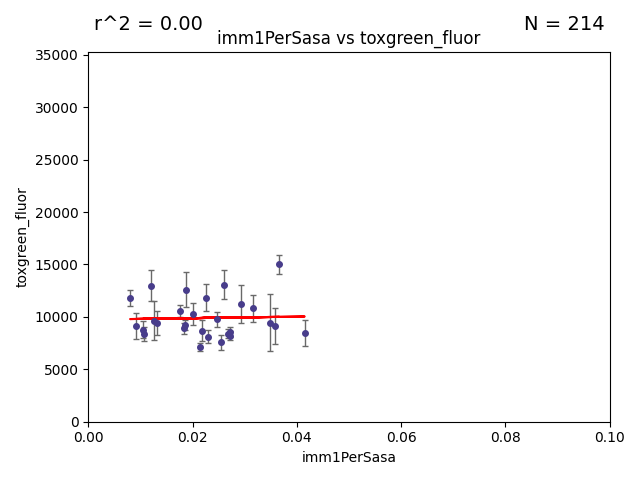 r^2 = 0.00
N = 214
imm1PerSasa vs toxgreen_fluor
toxgreen_fluor
35000
30000
25000
20000
15000
10000
5000
0
0.00 0.02 0.04 0.06 0.08 0.10
imm1PerSasa